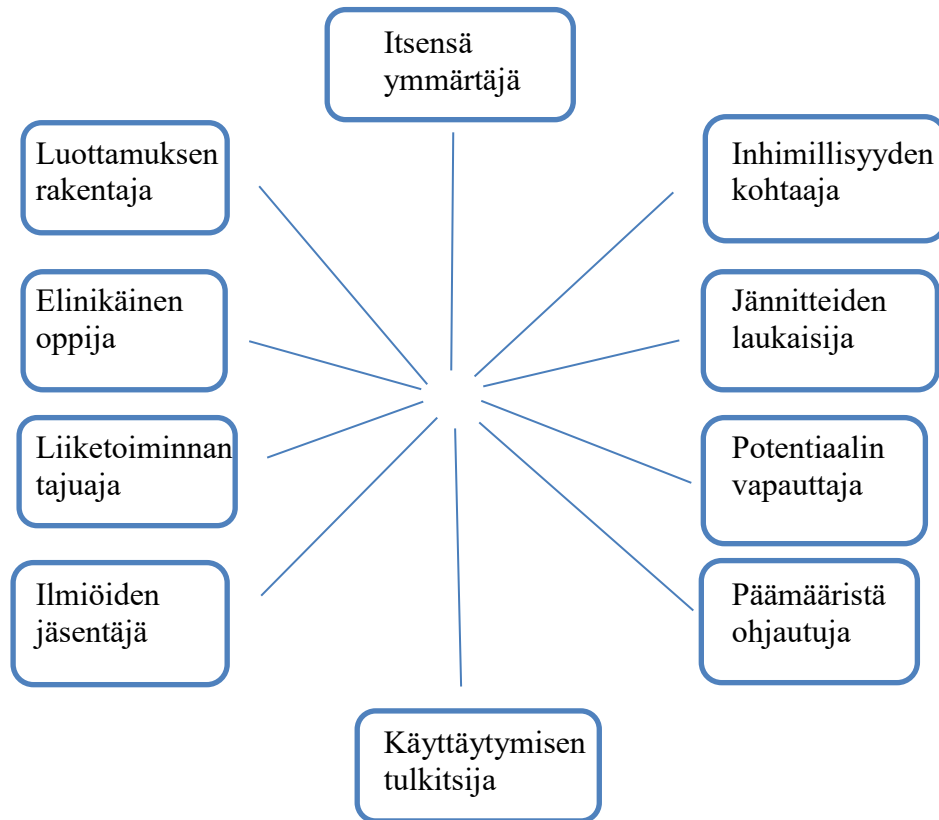 Itsensä
ymmärtäjä
Luottamuksen
rakentaja
Inhimillisyyden
kohtaaja
Elinikäinen
oppija
Jännitteiden
laukaisija
Liiketoiminnan
tajuaja
Potentiaalin
vapauttaja
Ilmiöiden
jäsentäjä
Päämääristä
ohjautuja
Käyttäytymisen
tulkitsija